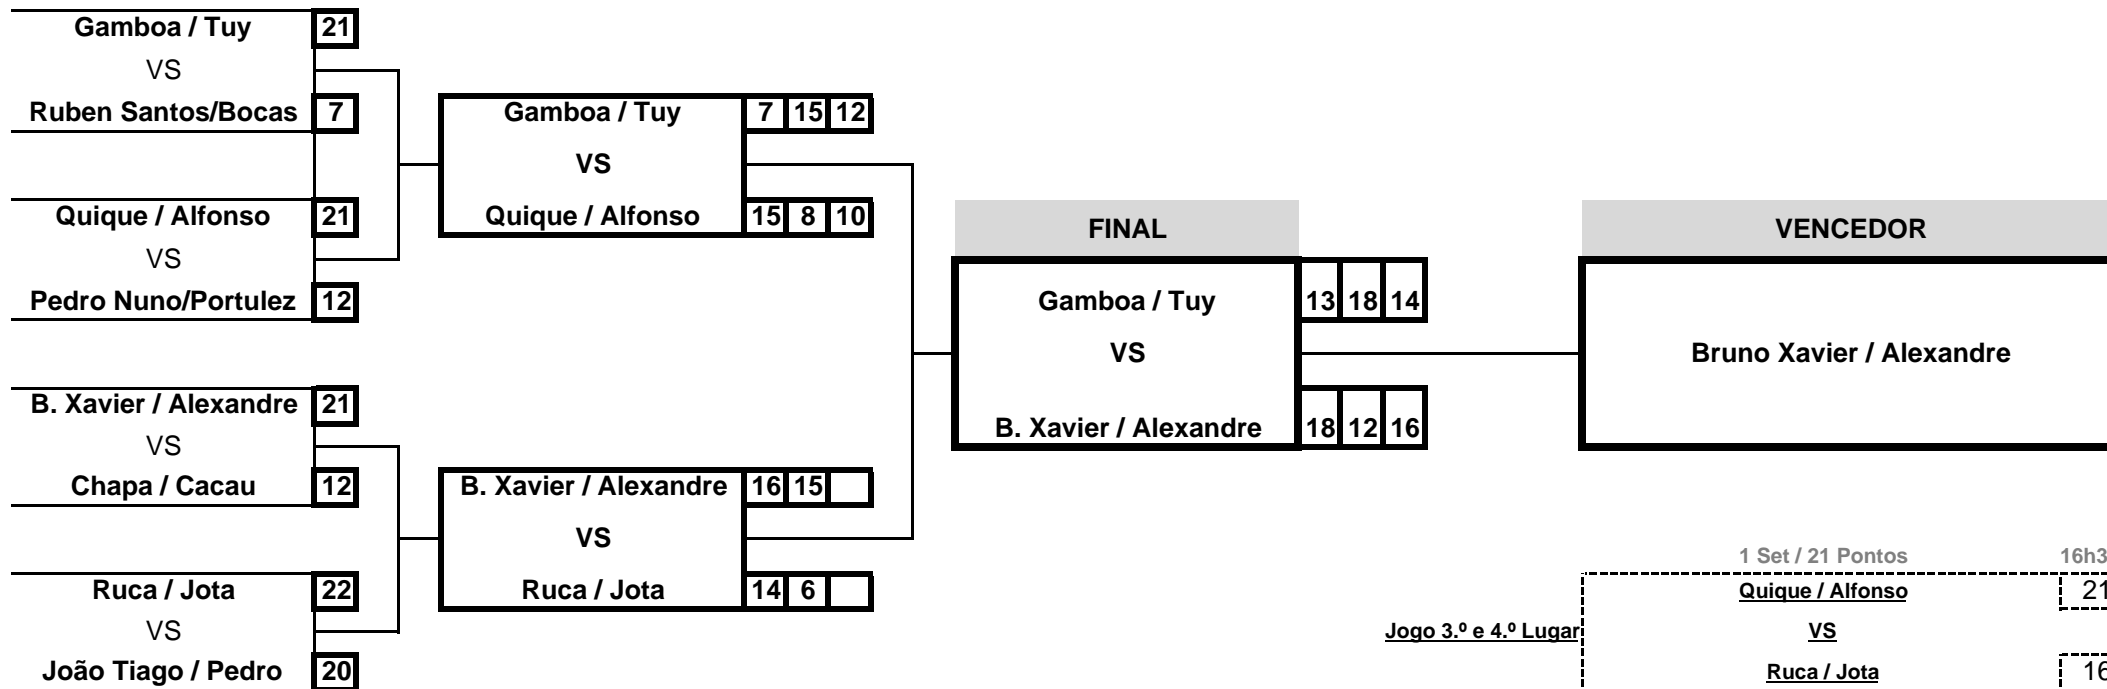 Gamboa / Tuy 21
VS
Ruben Santos/Bocas 7
Quique / Alfonso 21
VS
Pedro Nuno/Portulez 12
B. Xavier / Alexandre 21
VS
Chapa / Cacau 12
Ruca / Jota 22
VS
João Tiago / Pedro 20
Gamboa / Tuy 7 15 12
VS
Quique / Alfonso 15 8 10
B. Xavier / Alexandre 16 15
VS
Ruca / Jota 14 6
FINAL
Gamboa / Tuy 13 18 14
VS
B. Xavier / Alexandre 18 12 16
VENCEDOR
Bruno Xavier / Alexandre
1 Set / 21 Pontos 16h3
Jogo 3.º e 4.º Lugar
Quique / Alfonso 21
VS
Ruca / Jota 16